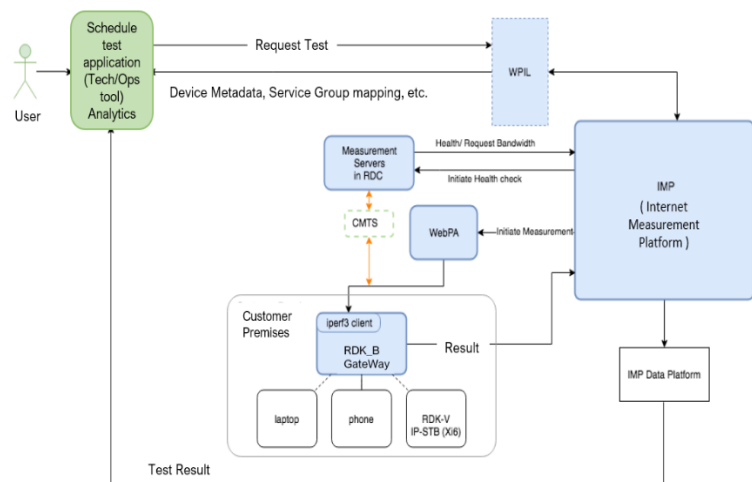 Schedule
test
application
(Tech/Ops
tool)
Analytics
User
Request Test
Device Metadata, Service Group mapping, etc.
WPIL
Measurement
Servers
in RDC
Health/ Request Bandwidth
Initiate Health check
IMP
( Internet
Measurement
Platform )
CMTS
WebPA
Initiate Measurement
Customer
Premises
iperf3 client
RDK_B
GateWay
Result
laptop
phone
RDK-V
IP-STB (Xi6)
IMP Data Platform
Test Result